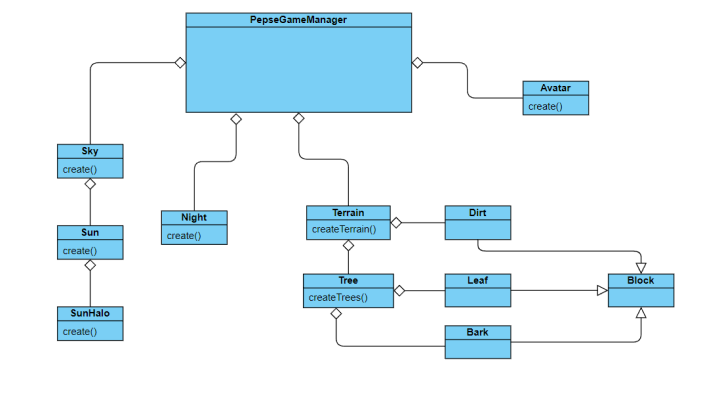 PepseGameManager
Avatar
create()
Sky
create()
Night
create()
Terrain
createTerrain()
Dirt
Sun
create()
Tree
createTrees()
Leaf
Block
SunHalo
create()
Bark